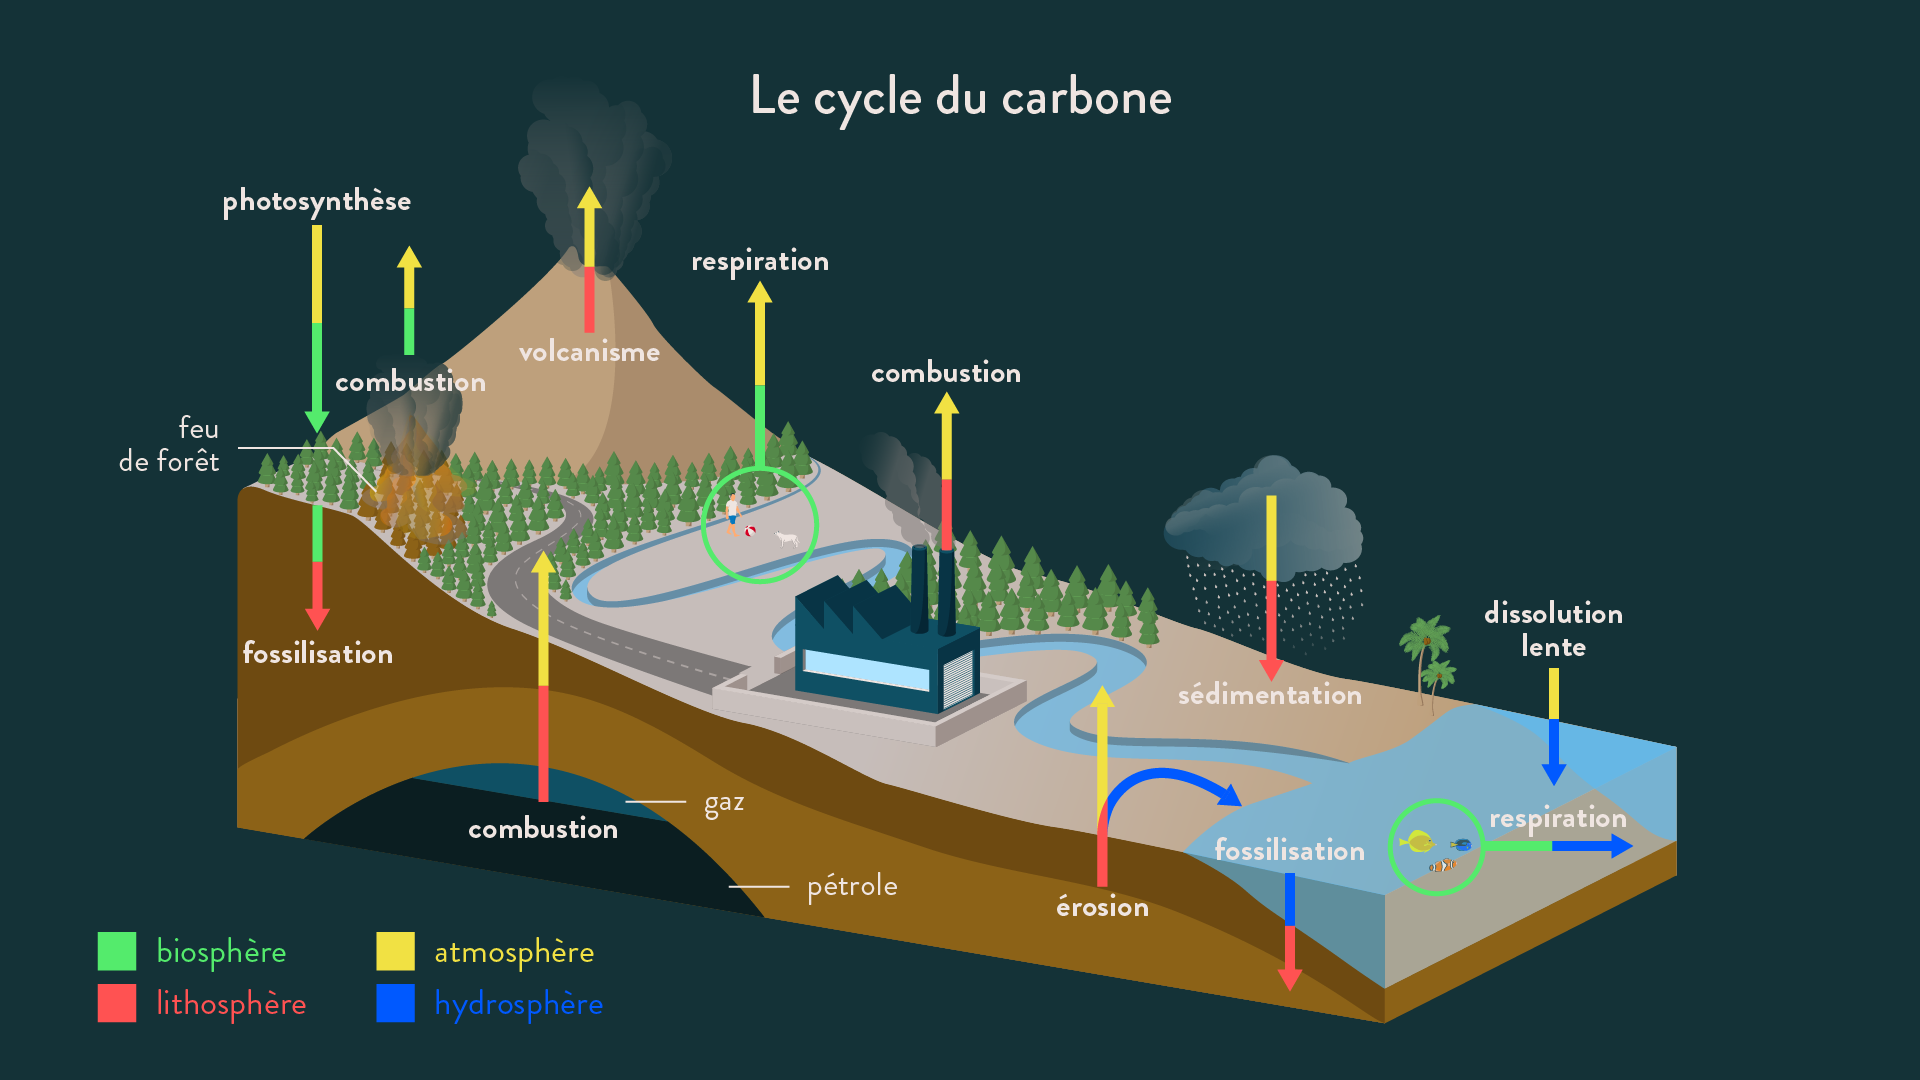 Le cycle du carbone
photosynthèse
combustion
feu
de forêt
volcanisme
respiration
combustion
fossilisation
combustion
gaz
pétrole
érosion
sédimentation
dissolution
lente
respiration
fossilisation
biosphère
atmosphère
lithosphère
hydrosphère